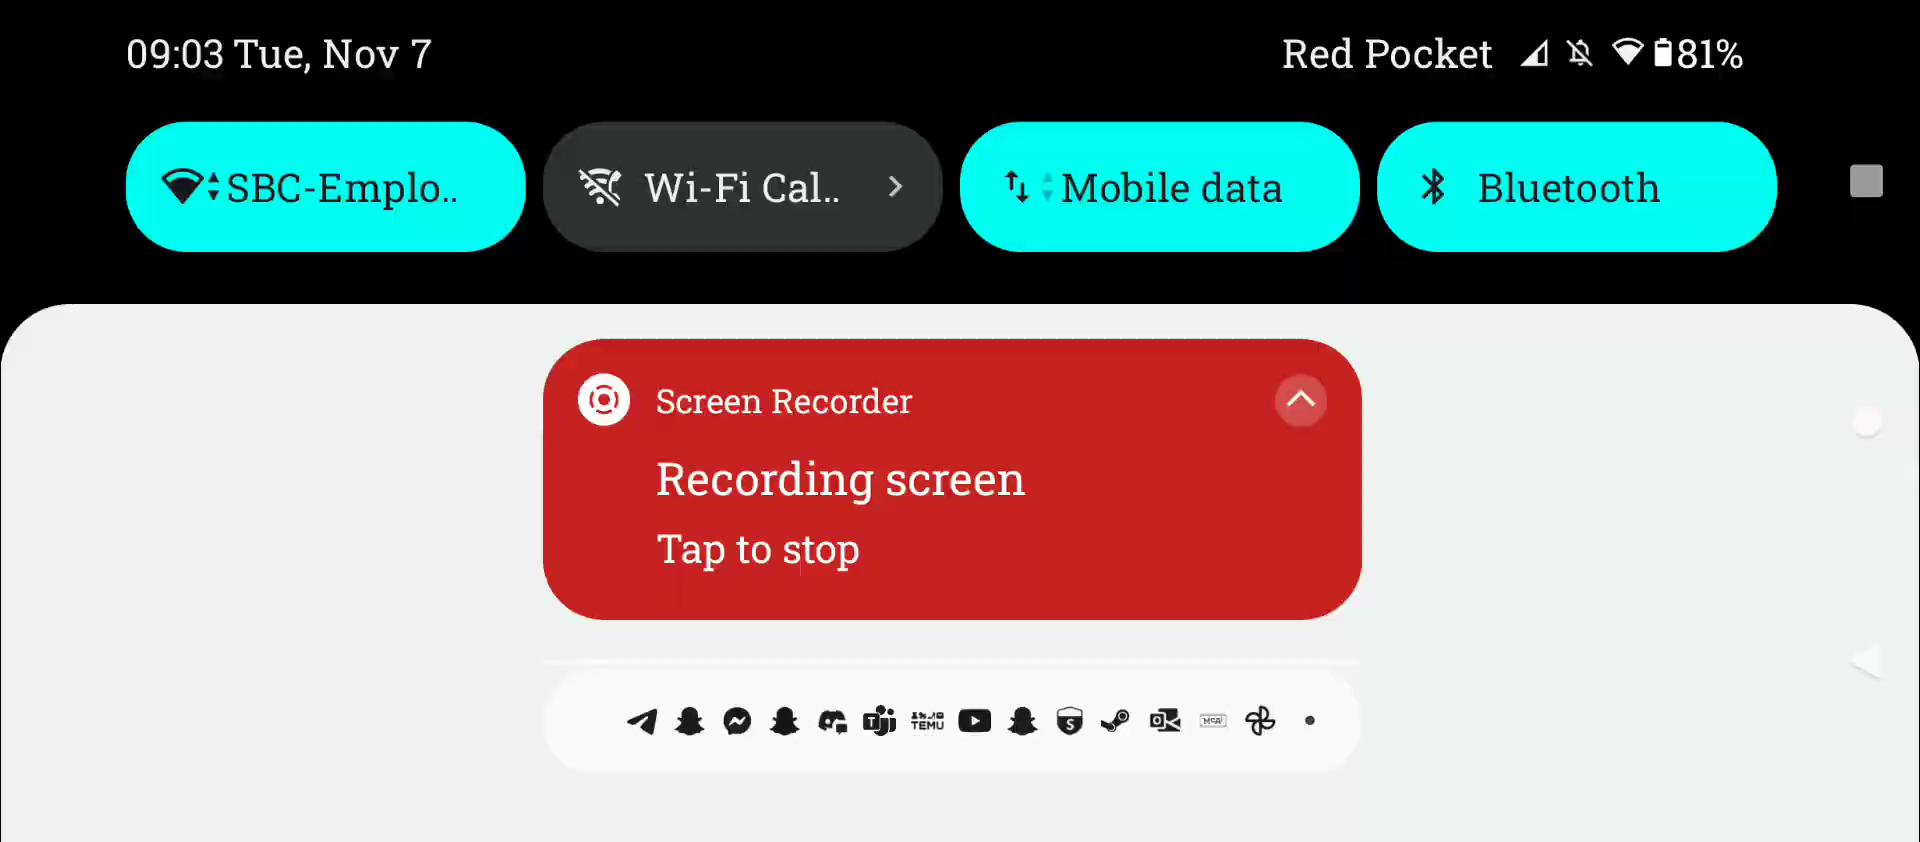 09:03 Tue, Nov 7
Red Pocket 81%
SBC-Emplo..
Wi-Fi Cal..
Mobile data
Bluetooth
Screen Recorder
Recording screen
Tap to stop
TEMU